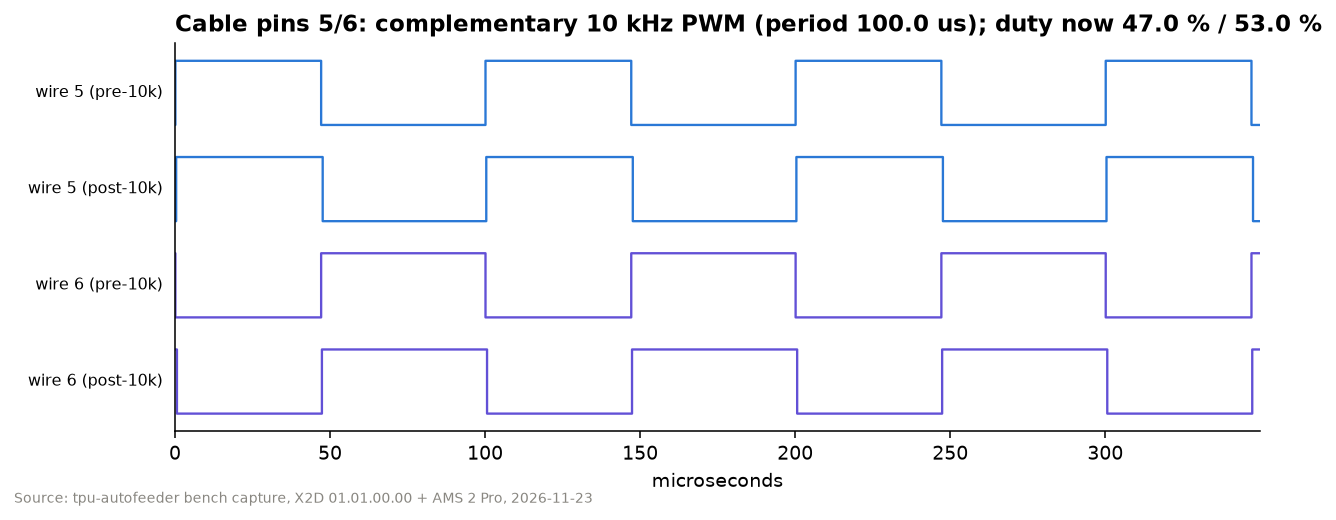 Cable pins 5/6: complementary 10 kHz PWM (period 100.0 us); duty now 47.0 % / 53.0 %
wire 5 (pre-10k)
wire 5 (post-10k)
wire 6 (pre-10k)
wire 6 (post-10k)
0 50 100 150 200 250 300
microseconds
Source: tpu-autofeeder bench capture, X2D 01.01.00.00 + AMS 2 Pro, 2026-11-23